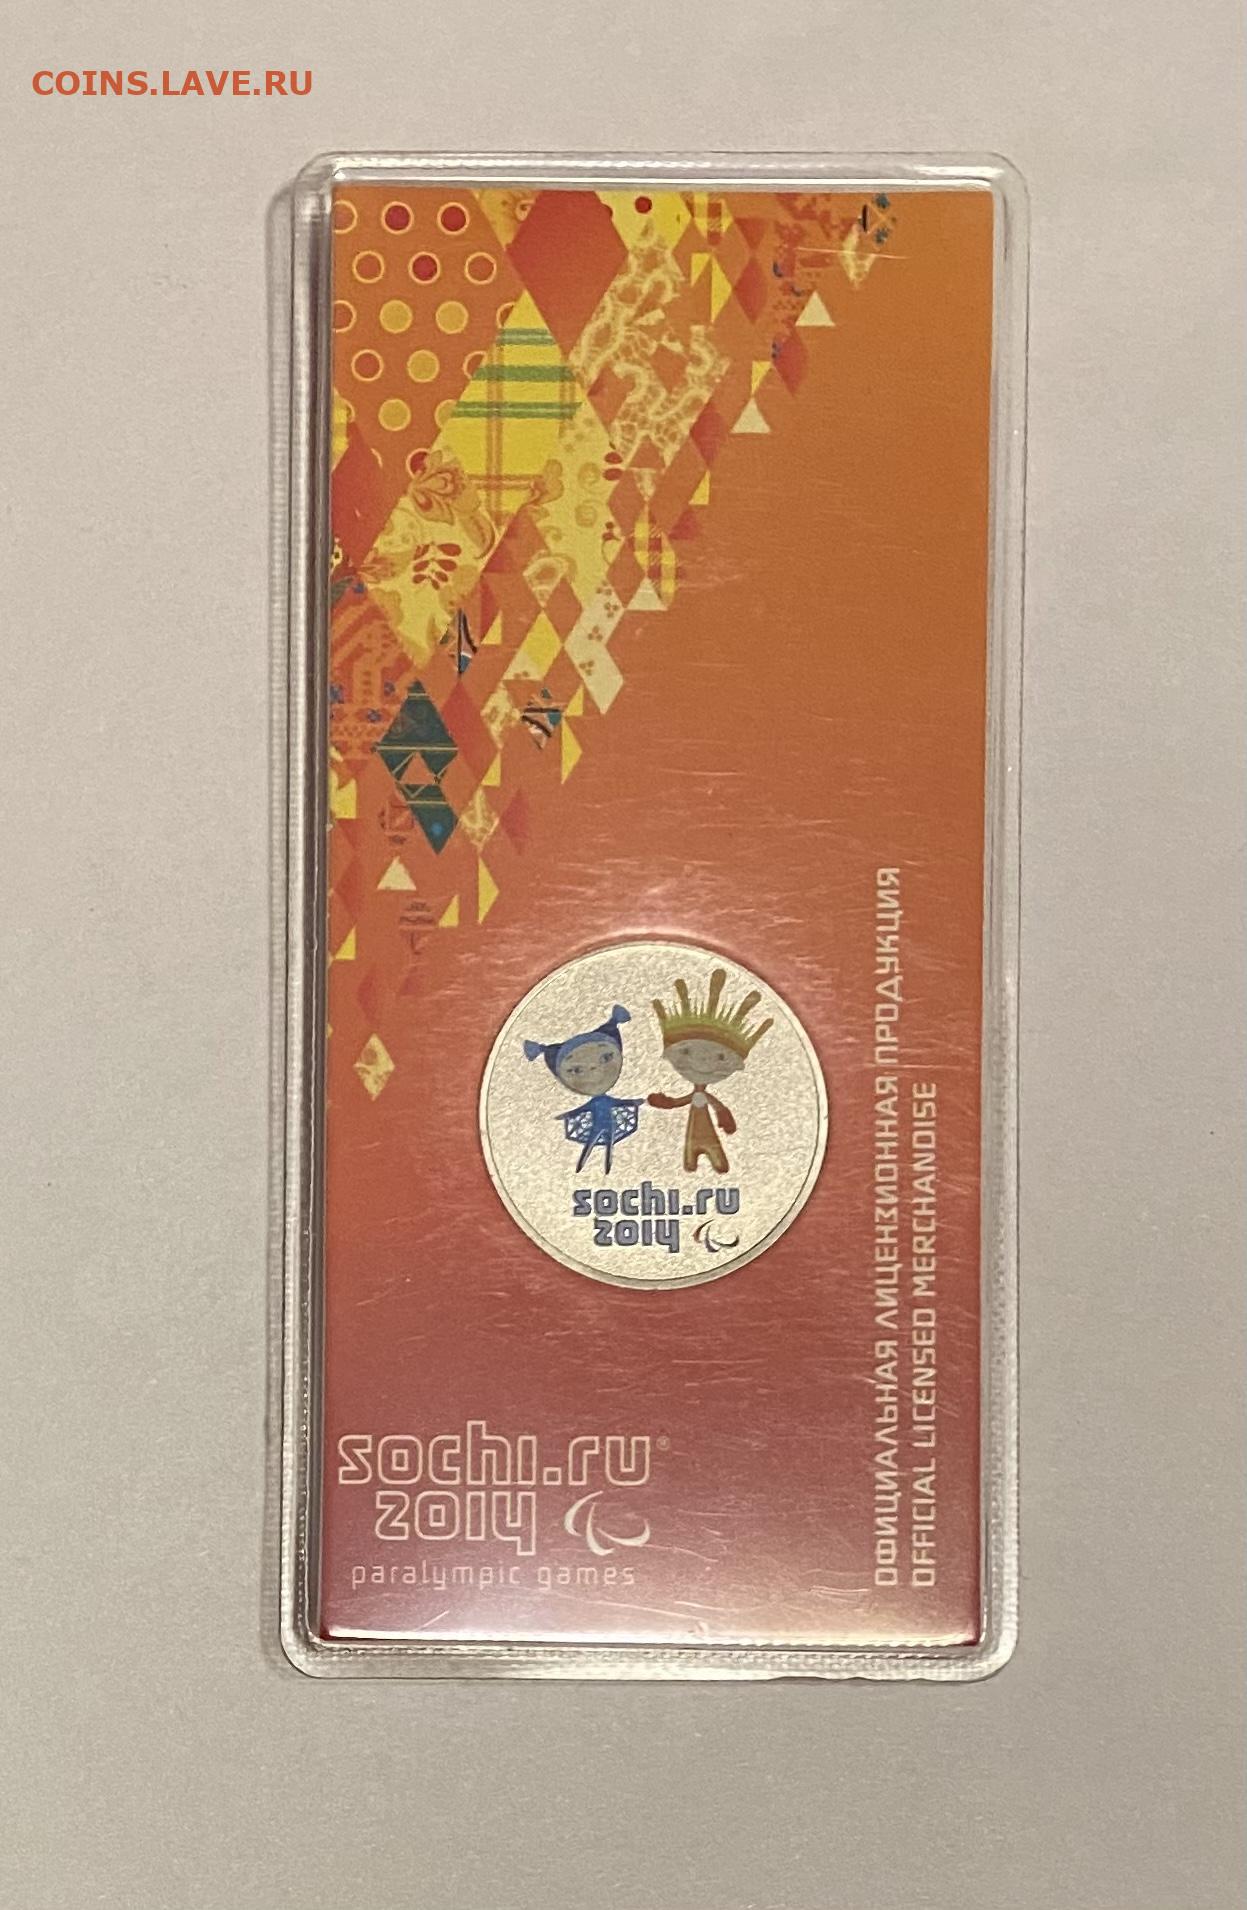 COINS.LAVE.RU
sochi.ru
2014
sochi.ru®
2014
paralympic games
ОФИЦИАЛЬНАЯ ЛИЦЕНЗИОННАЯ ПРОДУКЦИЯ
OFFICIAL LICENSED MERCHANDISE